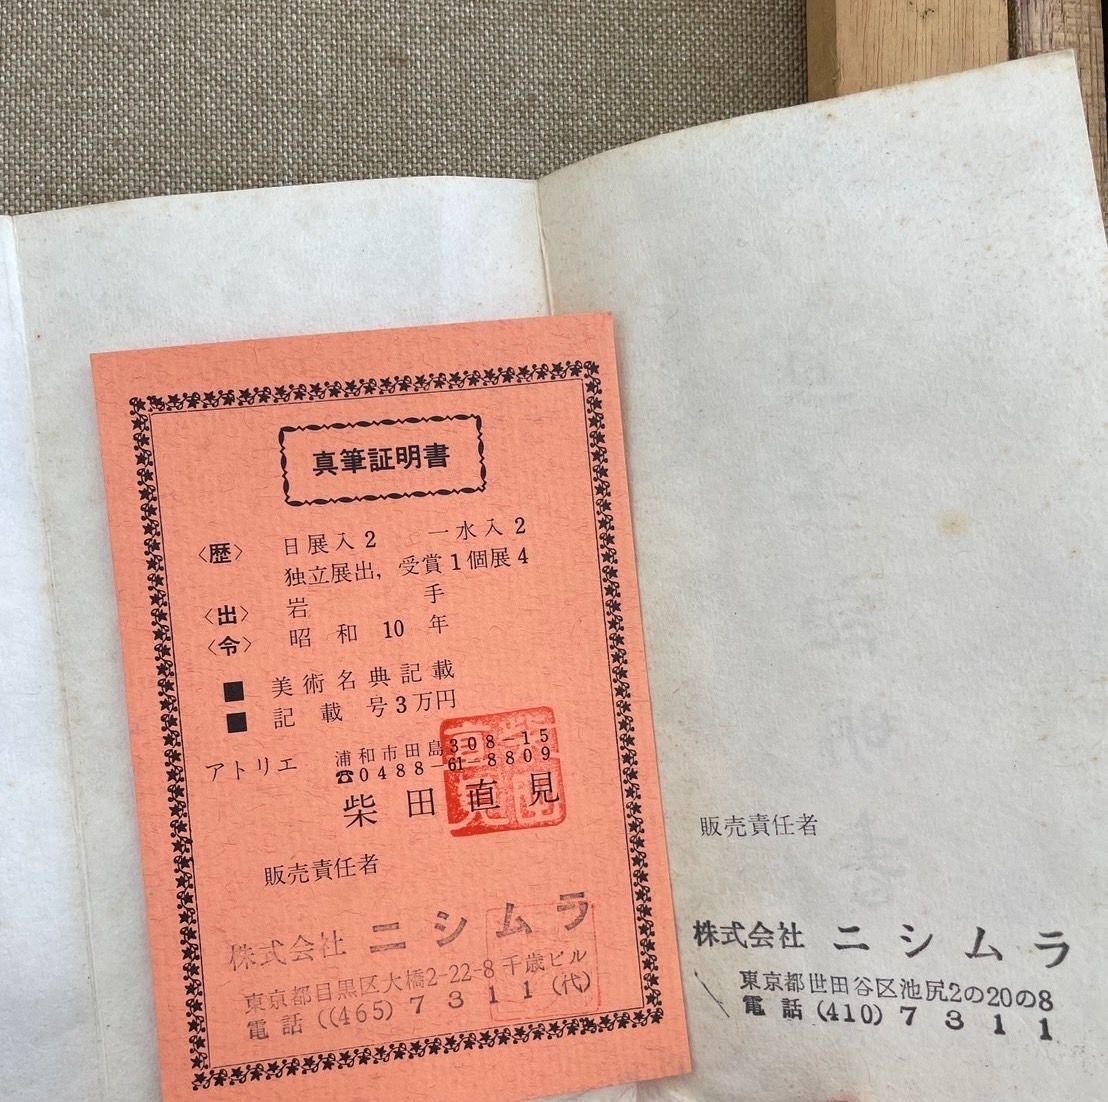 真筆証明書
〈歴〉 日展入2 一水入2
独立展出，受賞1個展4
〈出〉 岩手
〈令〉 昭和10年
■ 美術名典記載
■ 記載 号3万円
アトリエ 浦和市田島308−15
☎0488−61−8809
柴田直見
販売責任者
株式会社 ニシムラ
東京都目黒区大橋2-22-8千歳ビル
電話((465)7311(代)
販売責任者
株式会社 ニシムラ
東京都世田谷区池尻2の20の8
電話(410)7311